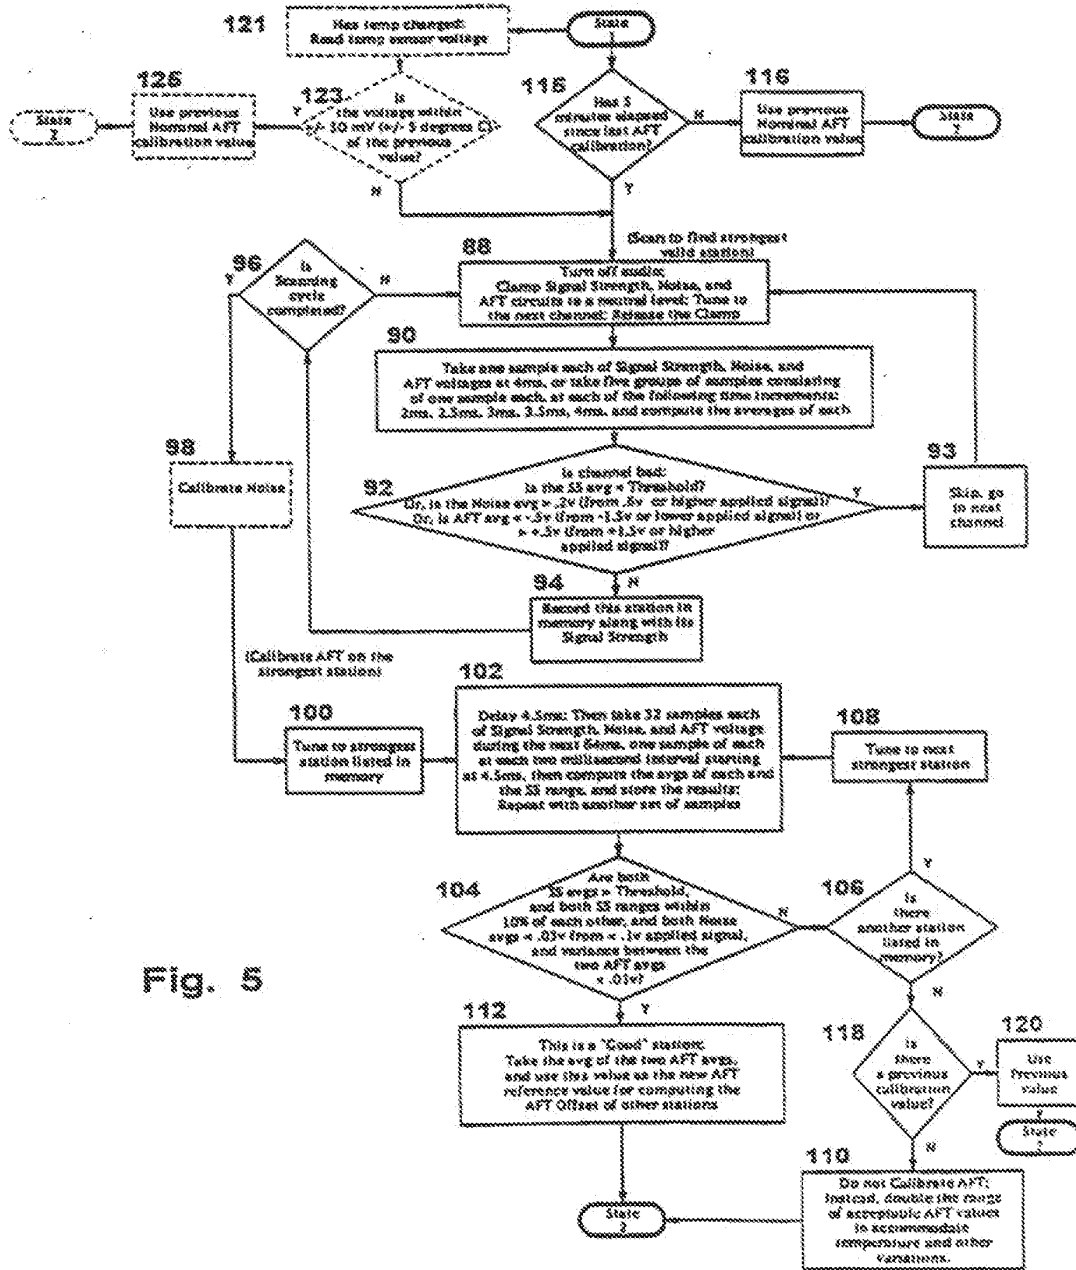 121
Has temp changed:
Read temp sensor voltage
State
125
Use previous
Nominal AFT
calibration value
State
2
123
Y
Is
the voltage within
+/- 50 mV (+/- 5 degrees C)
of the previous
value?
N
115
Has 5
minutes elapsed
since last AFT
calibration?
N
Y
116
Use previous
Nominal AFT
calibration value
State
2
(Scan to find strongest
valid station)
88
Turn off audio;
Clamp Signal Strength, Noise, and
AFT circuits to a neutral level; Tune to
the next channel; Release the Clamp
96
Y
Is
Scanning
cycle
completed?
N
90
Take one sample each of Signal Strength, Noise, and
AFT voltages at 4ms, or take five groups of samples consisting
of one sample each, at each of the following time increments:
2ms, 2.5ms, 3ms, 3.5ms, 4ms, and compute the averages of each
98
Calibrate Noise
92
Is channel bad:
Is the SS avg < Threshold?
Or, is the Noise avg > .2v (from .6v or higher applied signal)?
Or, is AFT avg < -.5v (from -1.5v or lower applied signal) or
> +.5v (from +1.5v or higher
applied signal)?
Y
N
93
Skip, go
to next
channel
94
Record this station in
memory along with its
Signal Strength
(Calibrate AFT on the
strongest station)
100
Tune to strongest
station listed in
memory
102
Delay 4.5ms; Then take 32 samples each
of Signal Strength, Noise, and AFT voltage
during the next 64ms, one sample of each
at each two millisecond interval starting
at 4.5ms, then compute the avgs of each and
the SS range, and store the results;
Repeat with another set of samples
108
Tune to next
strongest station
104
Are both
SS avgs > Threshold,
and both SS ranges within
10% of each other, and both Noise
avgs < .03v from < .1v applied signal,
and variance between the
two AFT avgs
< .01v?
N
Y
106
Y
Is
there
another station
listed in
memory?
N
Fig. 5
112
This is a "Good" station:
Take the avg of the two AFT avgs,
and use this value as the new AFT
reference value for computing the
AFT Offset of other stations
118
Is
there
a previous
calibration
value?
Y
N
120
Use
Previous
value
State
2
110
Do not Calibrate AFT;
Instead, double the range
of acceptable AFT values
to accommodate
temperature and other
variations.
State
2